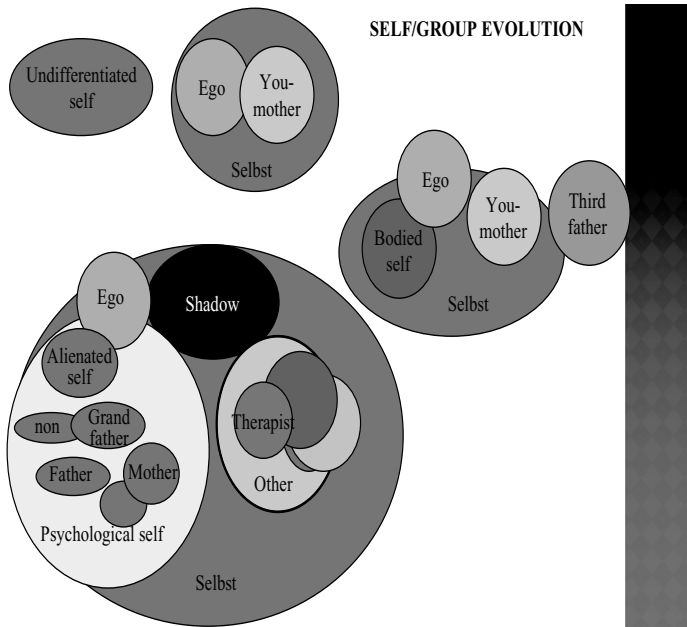 SELF/GROUP EVOLUTION
Undifferentiated
self
Ego
You-
mother
Selbst
Ego
You-
mother
Third
father
Bodied
self
Selbst
Ego
Shadow
Alienated
self
non
Grand
father
Father
Mother
Psychological self
Therapist
Other
Selbst